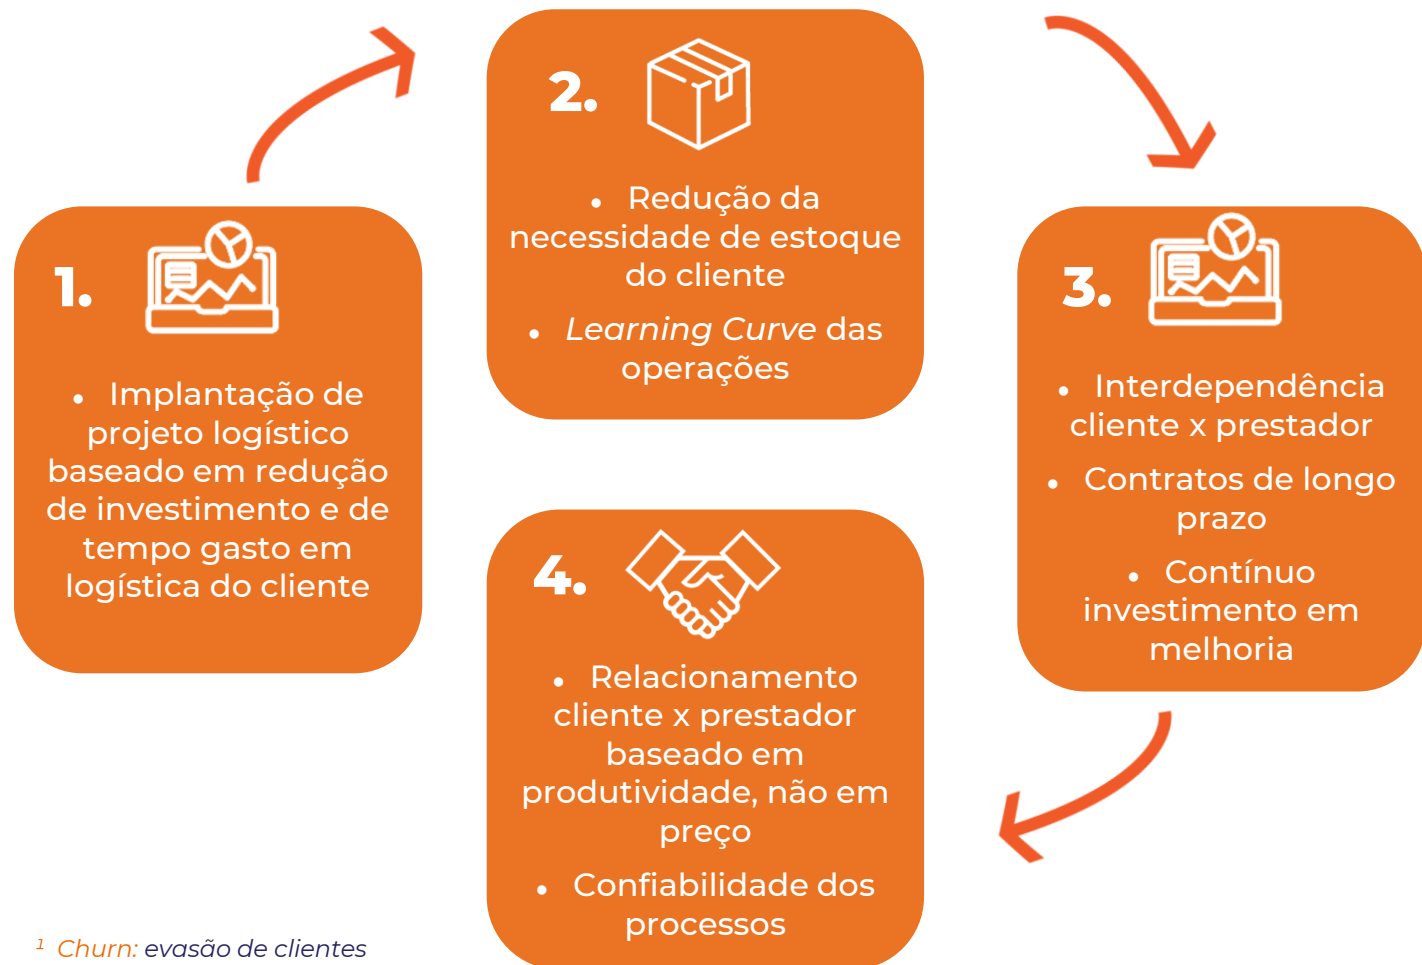 1.
• Implantação de
projeto logístico
baseado em redução
de investimento e de
tempo gasto em
logística do cliente
2.
• Redução da
necessidade de estoque
do cliente
• Learning Curve das
operações
3.
• Interdependência
cliente x prestador
• Contratos de longo
prazo
• Contínuo
investimento em
melhoria
4.
• Relacionamento
cliente x prestador
baseado em
produtividade, não em
preço
• Confiabilidade dos
processos
¹ Churn: evasão de clientes